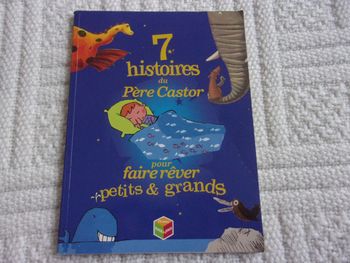 7
histoires
du
Père Castor
pour
faire rêver
petits & grands